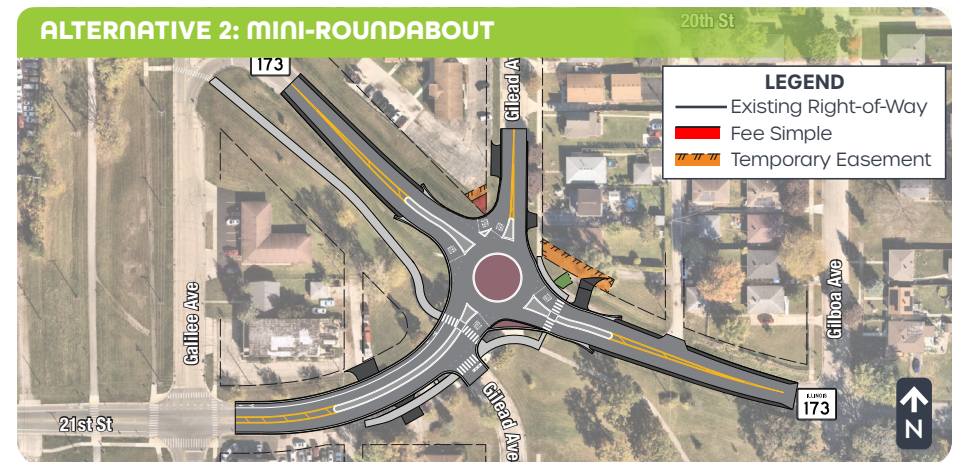 ALTERNATIVE 2: MINI-ROUNDABOUT
20th St
173
Gilead A
LEGEND
Existing Right-of-Way
Fee Simple
Temporary Easement
Galilee Ave
Gilboa Ave
ILLINOIS
173
21st St
Gilead Ave
N